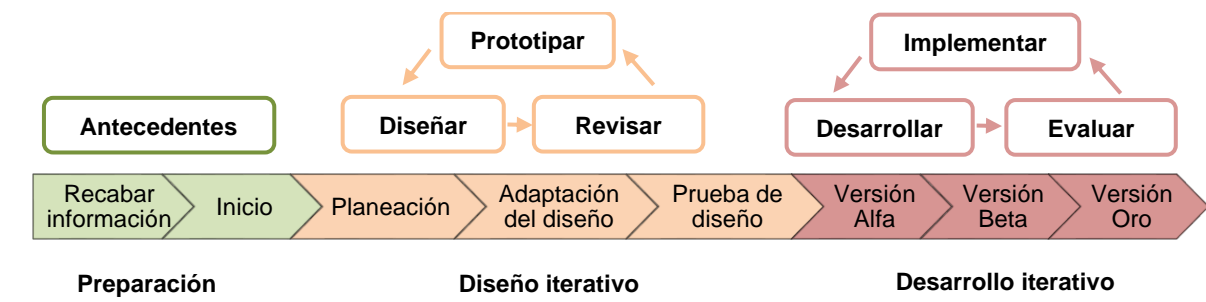 Prototipar
Implementar
Antecedentes
Diseñar
Revisar
Desarrollar
Evaluar
Recabar
información
Inicio
Planeación
Adaptación
del diseño
Prueba de
diseño
Versión
Alfa
Versión
Beta
Versión
Oro
Preparación
Diseño iterativo
Desarrollo iterativo